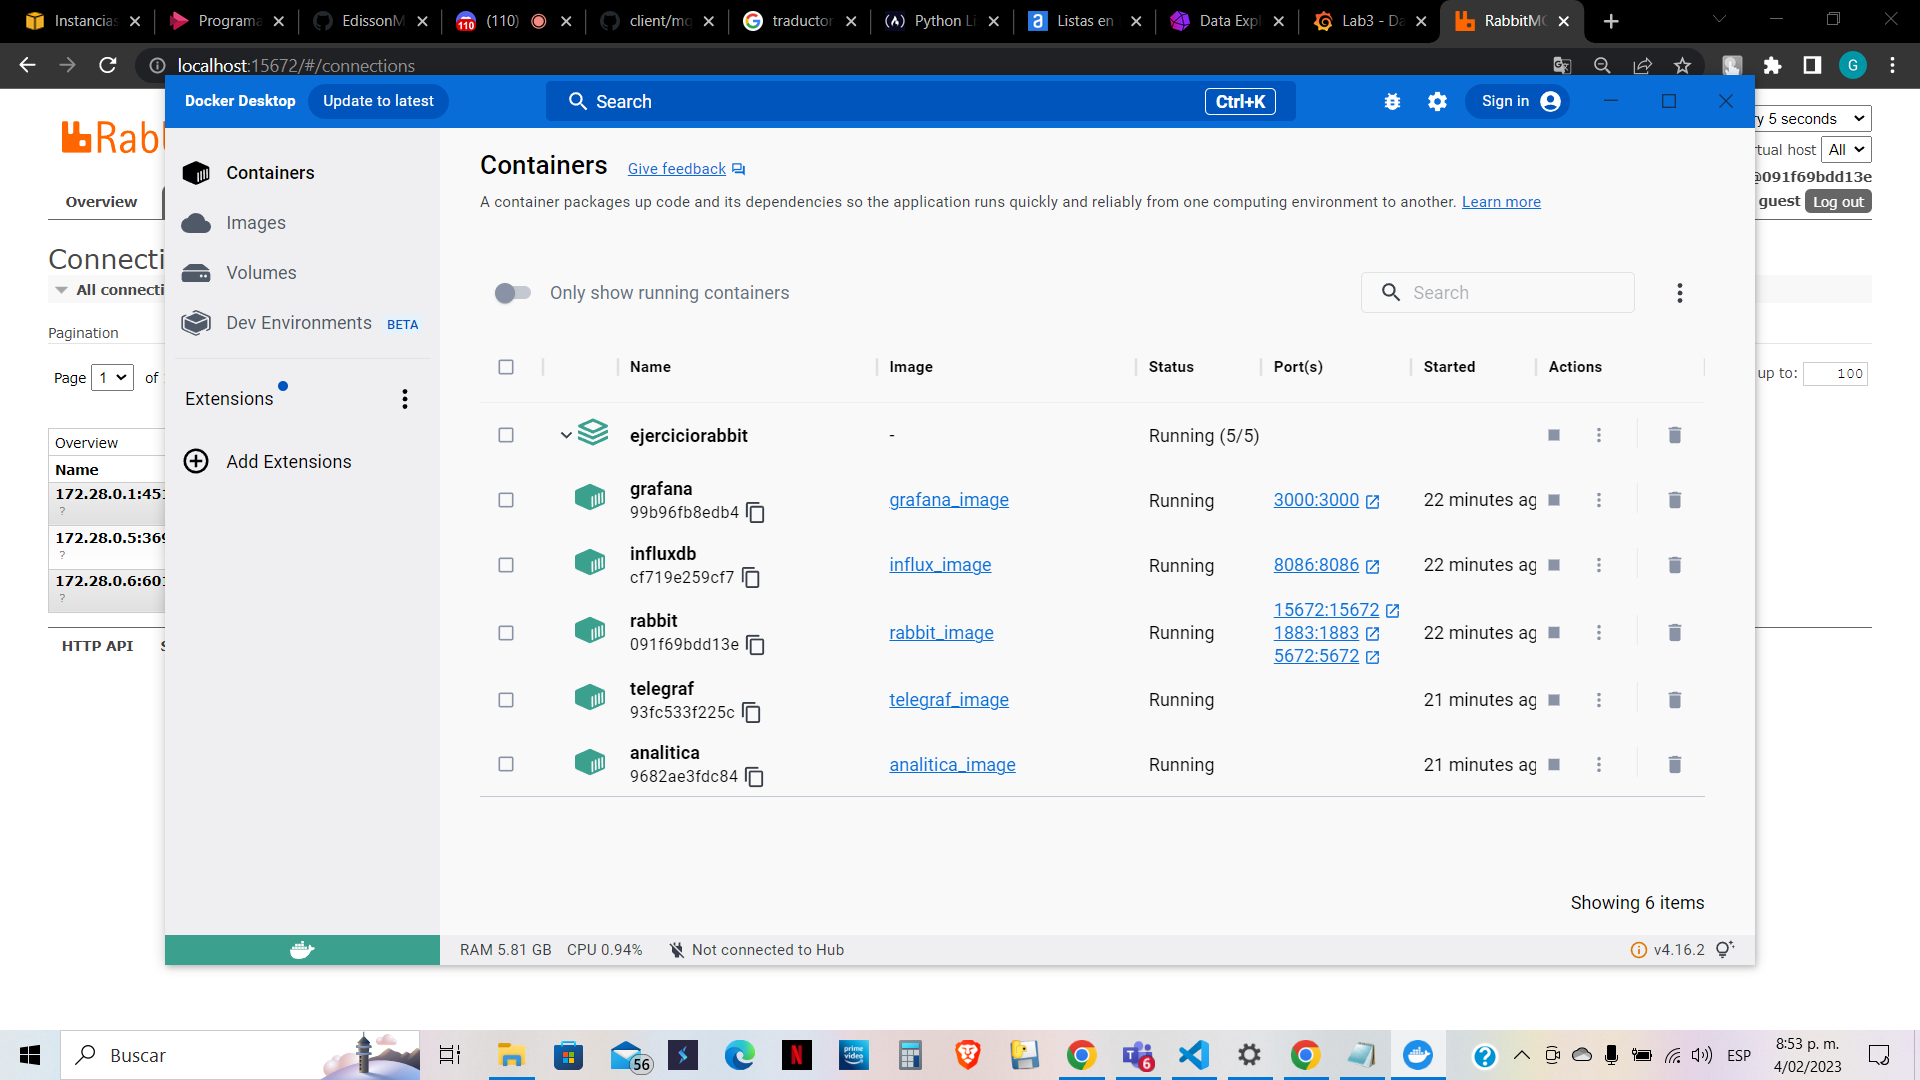 Instancias
Programa
EdissonM
(110)
client/mq
traductor
Python Li
Listas en
Data Expl
Lab3 - Da
RabbitMQ
localhost:15672/#/connections
G
Docker Desktop
Update to latest
Search
Ctrl+K
Sign in
Rab
y 5 seconds
tual host All
@091f69bdd13e
guest Log out
Overview
Connecti
All connecti
Pagination
Page 1 of
up to: 100
Overview
Name
172.28.0.1:451
?
172.28.0.5:369
?
172.28.0.6:601
?
HTTP API
Containers
Images
Volumes
Dev Environments BETA
Extensions
Add Extensions
Containers Give feedback
A container packages up code and its dependencies so the application runs quickly and reliably from one computing environment to another. Learn more
Only show running containers
Search
Name Image Status Port(s) Started Actions
ejerciciorabbit - Running (5/5)
grafana
99b96fb8edb4 grafana_image Running 3000:3000 22 minutes ag
influxdb
cf719e259cf7 influx_image Running 8086:8086 22 minutes ag
rabbit
091f69bdd13e rabbit_image Running 15672:15672 22 minutes ag
1883:1883
5672:5672
telegraf
93fc533f225c telegraf_image Running 21 minutes ag
analitica
9682ae3fdc84 analitica_image Running 21 minutes ag
Showing 6 items
RAM 5.81 GB CPU 0.94% Not connected to Hub v4.16.2
Buscar
56
prime video
6
ESP
8:53 p. m.
4/02/2023